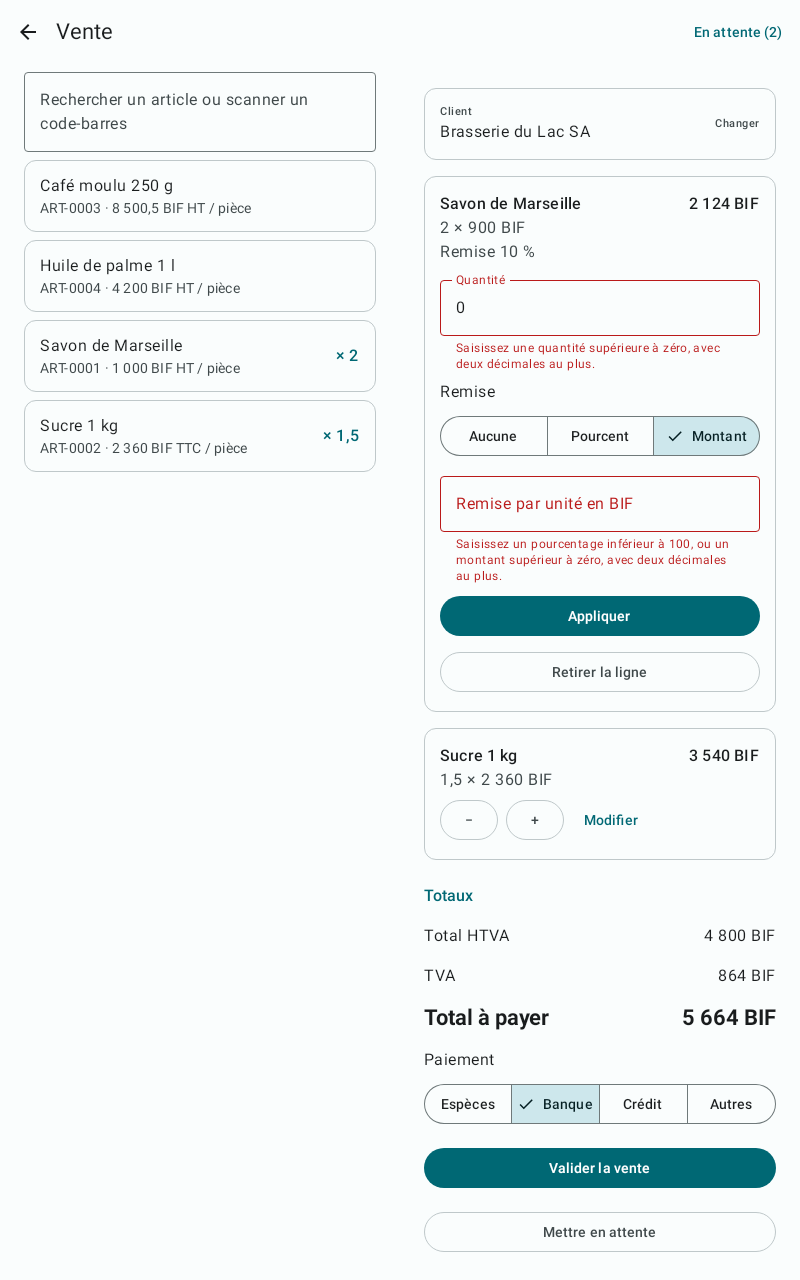 Vente
En attente (2)
Rechercher un article ou scanner un
code-barres
Café moulu 250 g
ART-0003 · 8 500,5 BIF HT / pièce
Huile de palme 1 l
ART-0004 · 4 200 BIF HT / pièce
Savon de Marseille
ART-0001 · 1 000 BIF HT / pièce
× 2
Sucre 1 kg
ART-0002 · 2 360 BIF TTC / pièce
× 1,5
Client
Brasserie du Lac SA
Changer
Savon de Marseille 2 124 BIF
2 × 900 BIF
Remise 10 %
Quantité
0
Saisissez une quantité supérieure à zéro, avec
deux décimales au plus.
Remise
Aucune Pourcent Montant
Remise par unité en BIF
Saisissez un pourcentage inférieur à 100, ou un
montant supérieur à zéro, avec deux décimales
au plus.
Appliquer
Retirer la ligne
Sucre 1 kg 3 540 BIF
1,5 × 2 360 BIF
− + Modifier
Totaux
Total HTVA 4 800 BIF
TVA 864 BIF
Total à payer 5 664 BIF
Paiement
Espèces Banque Crédit Autres
Valider la vente
Mettre en attente